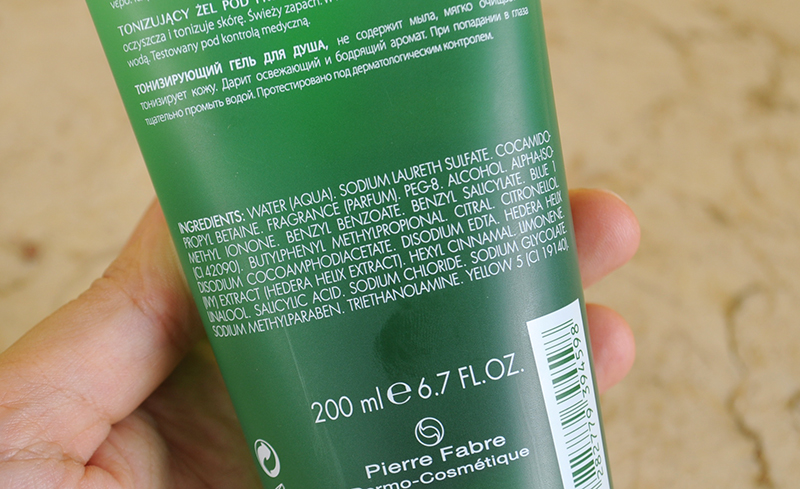 TONIZUJĄCY ŻEL POD
oczyszcza i tonizuje skórę. Świeży zapach.
wodą. Testowany pod kontrolą medyczną.
ТОНИЗИРУЮЩИЙ ГЕЛЬ ДЛЯ ДУША, не содержит мыла, мягко очищает
тонизирует кожу. Дарит освежающий и бодрящий аромат. При попадании в глаза
тщательно промыть водой. Протестировано под дерматологическим контролем.
INGREDIENTS: WATER (AQUA). SODIUM LAURETH SULFATE. COCAMIDO-
PROPYL BETAINE. FRAGRANCE (PARFUM). PEG-8. ALCOHOL. ALPHA-ISO-
METHYL IONONE. BENZYL BENZOATE. BENZYL SALICYLATE. BLUE 1
(CI 42090). BUTYLPHENYL METHYLPROPIONAL. CITRAL. CITRONELLOL.
DISODIUM COCOAMPHODIACETATE. DISODIUM EDTA. HEDERA HELIX
(IVY) EXTRACT (HEDERA HELIX EXTRACT). HEXYL CINNAMAL. LIMONENE.
LINALOOL. SALICYLIC ACID. SODIUM CHLORIDE. SODIUM GLYCOLATE.
SODIUM METHYLPARABEN. TRIETHANOLAMINE. YELLOW 5 (CI 19140).
200 ml e 6.7 FL.OZ.
Pierre Fabre
Dermo-Cosmétique
282779 394598